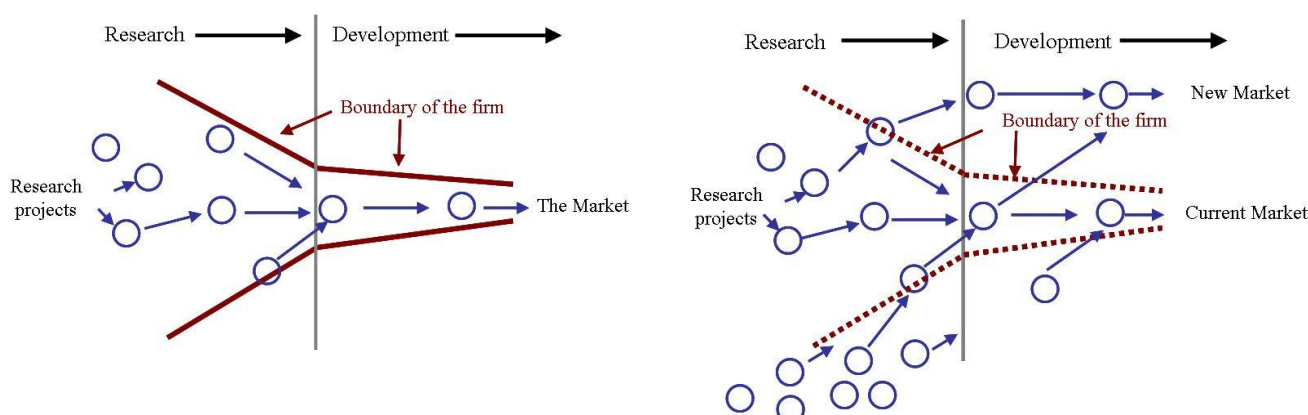 Research
Development
Boundary of the firm
Research
projects
The Market
Research
Development
New Market
Boundary of the firm
Research
projects
Current Market